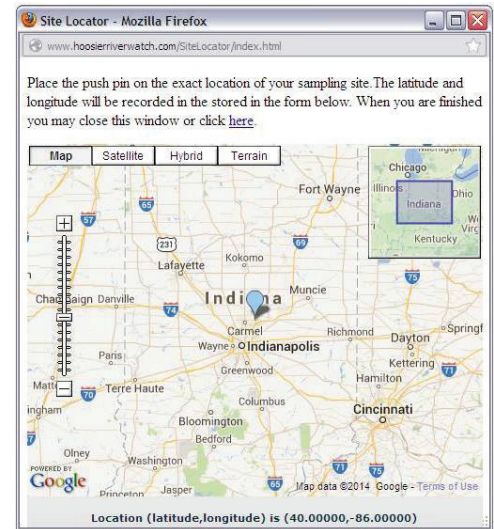 Site Locator - Mozilla Firefox
www.hoosierriverwatch.com/SiteLocator/index.html
Place the push pin on the exact location of your sampling site.The latitude and
longitude will be recorded in the stored in the form below. When you are finished
you may close this window or click here.
Map Satellite Hybrid Terrain
Chicago
Illinois
Ohio
Indiana
Kentucky
Fort Wayne
65
57
231
69
Kokomo
Lafayette
75
Danville
Indiana
Muncie
74
Carmel
Richmond
Dayton
Springf
Wayne
Indianapolis
Paris
Greenwood
Kettering
71
Hamilton
70
Terre Haute
ingham
Columbus
Cincinnati
Bloomington
Bedford
Olney
Washington
71
75
POWERED BY
Google
Princeton
Jasper
65
Map data ©2014 Google - Terms of Use
Location (latitude,longitude) is (40.00000,-86.00000)